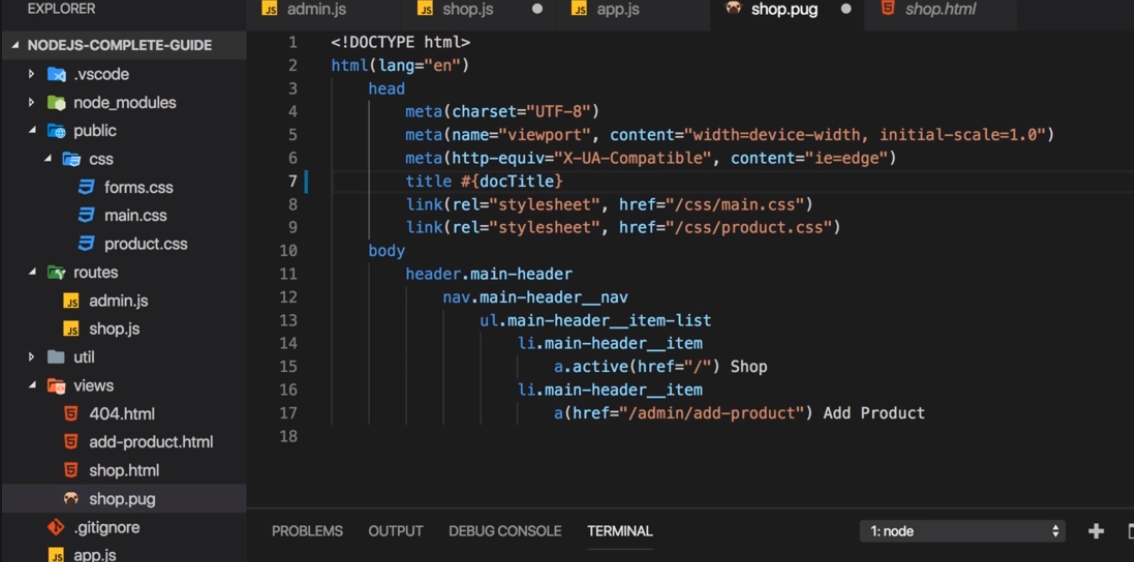 EXPLORER
admin.js
shop.js
app.js
shop.pug
shop.html
NODEJS-COMPLETE-GUIDE
.vscode
node_modules
public
css
forms.css
main.css
product.css
routes
admin.js
shop.js
util
views
404.html
add-product.html
shop.html
shop.pug
.gitignore
app.js
1 <!DOCTYPE html>
2 html(lang="en")
3 head
4 meta(charset="UTF-8")
5 meta(name="viewport", content="width=device-width, initial-scale=1.0")
6 meta(http-equiv="X-UA-Compatible", content="ie=edge")
7 title #{docTitle}
8 link(rel="stylesheet", href="/css/main.css")
9 link(rel="stylesheet", href="/css/product.css")
10 body
11 header.main-header
12 nav.main-header__nav
13 ul.main-header__item-list
14 li.main-header__item
15 a.active(href="/") Shop
16 li.main-header__item
17 a(href="/admin/add-product") Add Product
18
PROBLEMS OUTPUT DEBUG CONSOLE TERMINAL 1: node